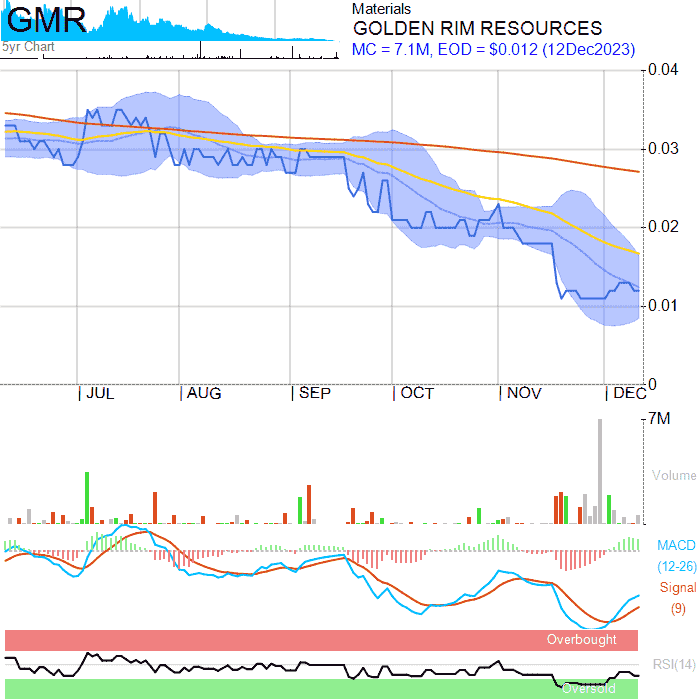 GMR
5yr Chart
Materials
GOLDEN RIM RESOURCES
MC = 7.1M, EOD = $0.012 (12Dec2023)
0.04
0.03
0.02
0.01
0
JUL
AUG
SEP
OCT
NOV
DEC
7M
Volume
MACD
(12-26)
Signal
(9)
Overbought
RSI(14)
Oversold